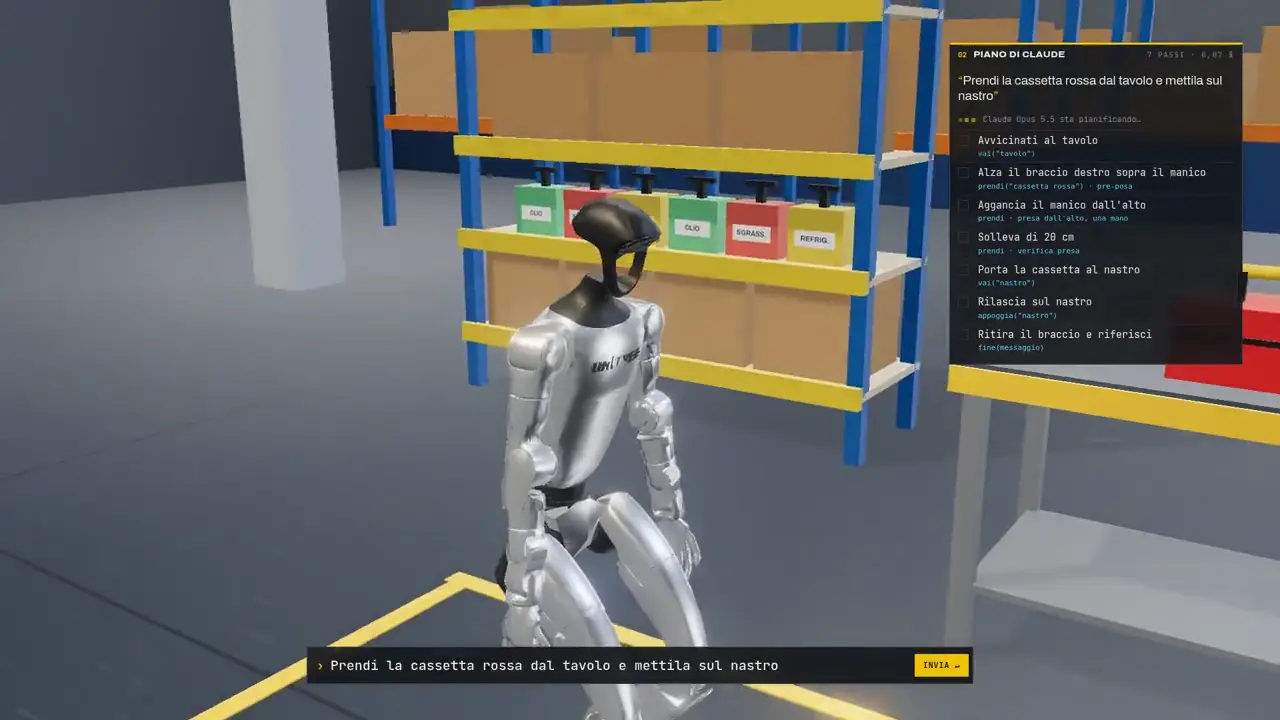 02 PIANO DI CLAUDE 7 PASSI · 0,07 $
“Prendi la cassetta rossa dal tavolo e mettila sul
nastro”
Claude Opus 5.5 sta pianificando…
Avvicinati al tavolo
vai("tavolo")
Alza il braccio destro sopra il manico
prendi("cassetta rossa") · pre-posa
Aggancia il manico dall'alto
prendi · presa dall'alto, una mano
Solleva di 20 cm
prendi · verifica presa
Porta la cassetta al nastro
vai("nastro")
Rilascia sul nastro
appoggia("nastro")
Ritira il braccio e riferisci
fine(messaggio)
OLIO
OLIO
SGRASS.
REFRIG.
› Prendi la cassetta rossa dal tavolo e mettila sul nastro
INVIA ↵